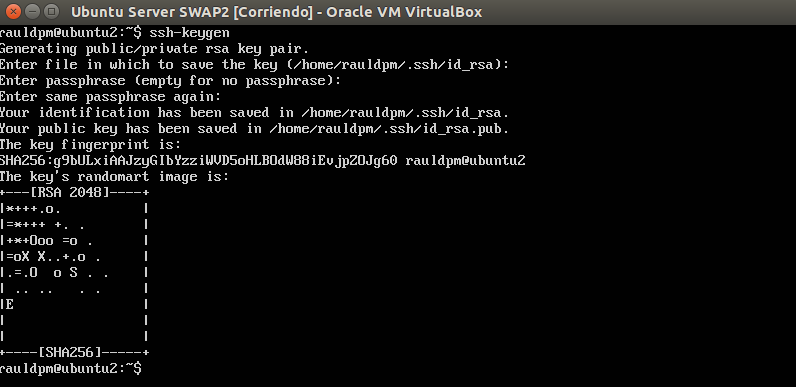 Ubuntu Server SWAP2 [Corriendo] - Oracle VM VirtualBox
rauldpm@ubuntu2:~$ ssh-keygen
Generating public/private rsa key pair.
Enter file in which to save the key (/home/rauldpm/.ssh/id_rsa):
Enter passphrase (empty for no passphrase):
Enter same passphrase again:
Your identification has been saved in /home/rauldpm/.ssh/id_rsa.
Your public key has been saved in /home/rauldpm/.ssh/id_rsa.pub.
The key fingerprint is:
SHA256:g9bULxiAAJzyGIbYzziWVD5oHLBOdW88iEvjpZOJg60 rauldpm@ubuntu2
The key's randomart image is:
+---[RSA 2048]----+
|*+++.o.          |
|=*+++ +. .       |
|+*+Ooo =o .      |
|=oX X..+.o .     |
|.=.O  o S . .    |
| .. ..   . .     |
|E                |
|                 |
|                 |
+----[SHA256]-----+
rauldpm@ubuntu2:~$